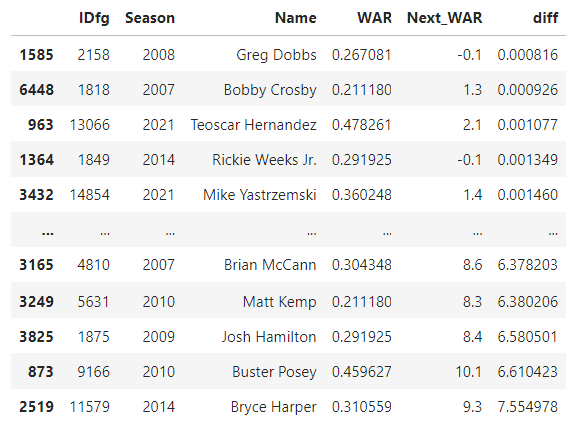 IDfg Season Name WAR Next_WAR diff
1585 2158 2008 Greg Dobbs 0.267081 -0.1 0.000816
6448 1818 2007 Bobby Crosby 0.211180 1.3 0.000926
963 13066 2021 Teoscar Hernandez 0.478261 2.1 0.001077
1364 1849 2014 Rickie Weeks Jr. 0.291925 -0.1 0.001349
3432 14854 2021 Mike Yastrzemski 0.360248 1.4 0.001460
... ... ... ... ... ... ...
3165 4810 2007 Brian McCann 0.304348 8.6 6.378203
3249 5631 2010 Matt Kemp 0.211180 8.3 6.380206
3825 1875 2009 Josh Hamilton 0.291925 8.4 6.580501
873 9166 2010 Buster Posey 0.459627 10.1 6.610423
2519 11579 2014 Bryce Harper 0.310559 9.3 7.554978